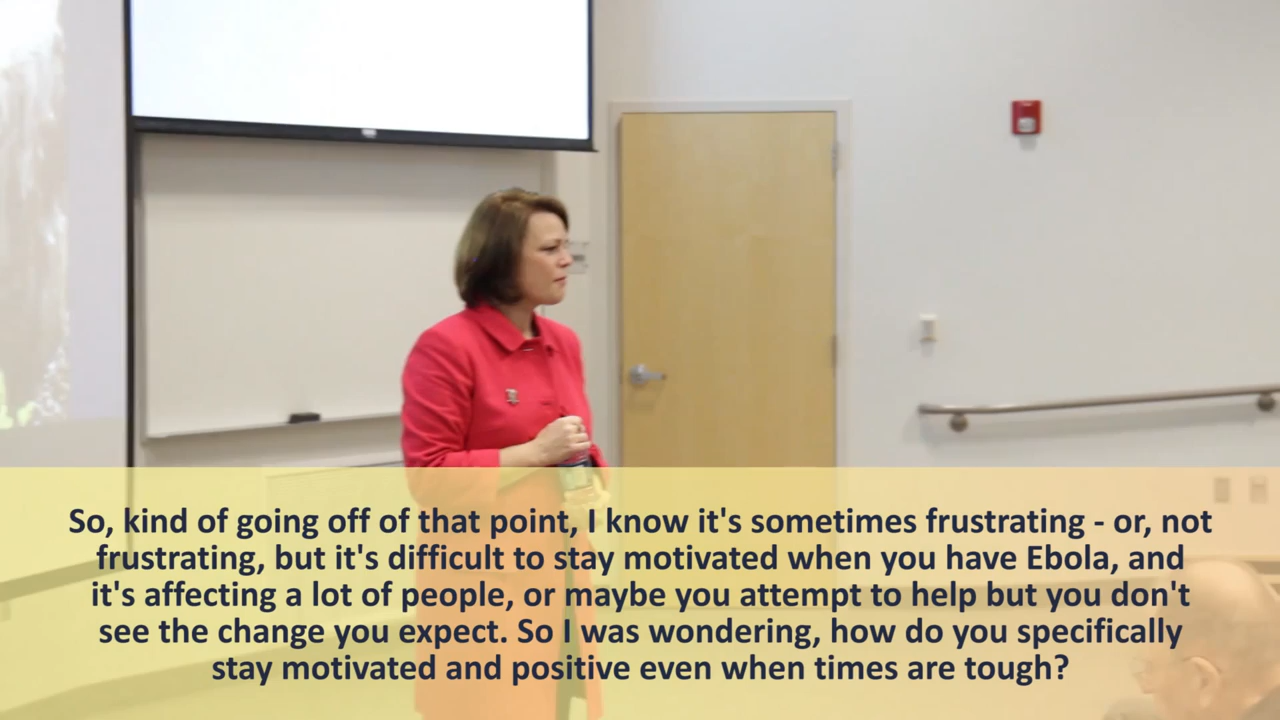 So, kind of going off of that point, I know it's sometimes frustrating - or, not
frustrating, but it's difficult to stay motivated when you have Ebola, and
it's affecting a lot of people, or maybe you attempt to help but you don't
see the change you expect. So I was wondering, how do you specifically
stay motivated and positive even when times are tough?